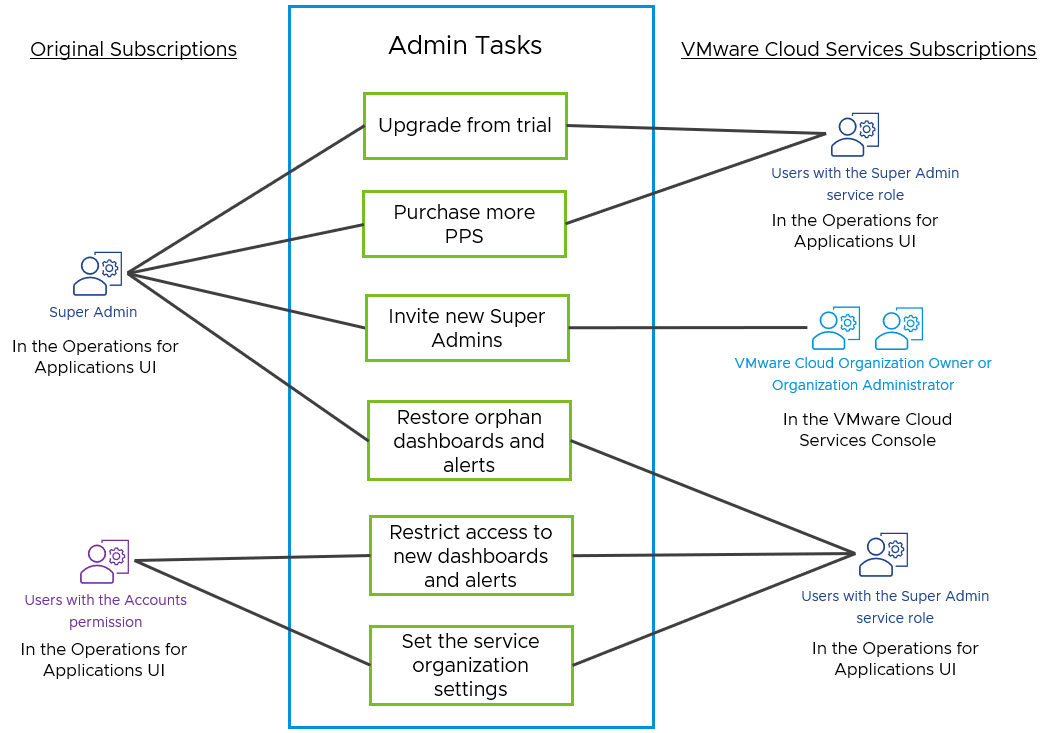 Original Subscriptions
Admin Tasks
VMware Cloud Services Subscriptions
Upgrade from trial
Purchase more
PPS
Invite new Super
Admins
Restore orphan
dashboards and
alerts
Restrict access to
new dashboards
and alerts
Set the service
organization
settings
Super Admin
In the Operations for
Applications UI
Users with the Accounts
permission
In the Operations for
Applications UI
Users with the Super Admin
service role
In the Operations for
Applications UI
VMware Cloud Organization Owner or
Organization Administrator
In the VMware Cloud
Services Console
Users with the Super Admin
service role
In the Operations for
Applications UI